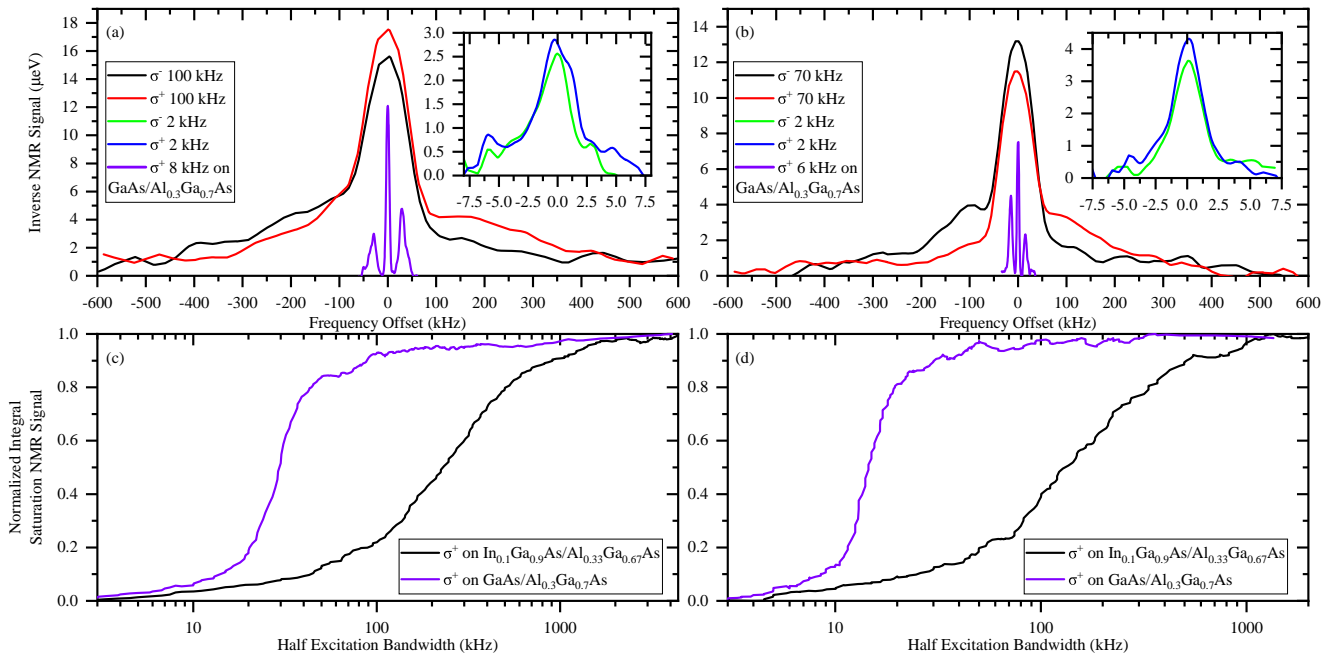 (a)
Inverse NMR Signal (μeV)
18
16
14
12
10
8
6
4
2
0
σ⁻ 100 kHz
σ⁺ 100 kHz
σ⁻ 2 kHz
σ⁺ 2 kHz
σ⁺ 8 kHz on
GaAs/Al₀.₃Ga₀.₇As
3.0
2.5
2.0
1.5
1.0
0.5
0.0
-7.5 -5.0 -2.5 0.0 2.5 5.0 7.5
-600 -500 -400 -300 -200 -100 0 100 200 300 400 500 600
Frequency Offset (kHz)
(b)
14
12
10
8
6
4
2
0
σ⁻ 70 kHz
σ⁺ 70 kHz
σ⁻ 2 kHz
σ⁺ 2 kHz
σ⁺ 6 kHz on
GaAs/Al₀.₃Ga₀.₇As
4
3
2
1
0
-7.5 -5.0 -2.5 0.0 2.5 5.0 7.5
-600 -500 -400 -300 -200 -100 0 100 200 300 400 500 600
Frequency Offset (kHz)
(c)
Normalized Integral
Saturation NMR Signal
1.0
0.8
0.6
0.4
0.2
0.0
σ⁺ on In₀.₁Ga₀.₉As/Al₀.₃₃Ga₀.₆₇As
σ⁺ on GaAs/Al₀.₃Ga₀.₇As
10 100 1000
Half Excitation Bandwidth (kHz)
(d)
1.0
0.8
0.6
0.4
0.2
0.0
σ⁺ on In₀.₁Ga₀.₉As/Al₀.₃₃Ga₀.₆₇As
σ⁺ on GaAs/Al₀.₃Ga₀.₇As
10 100 1000
Half Excitation Bandwidth (kHz)